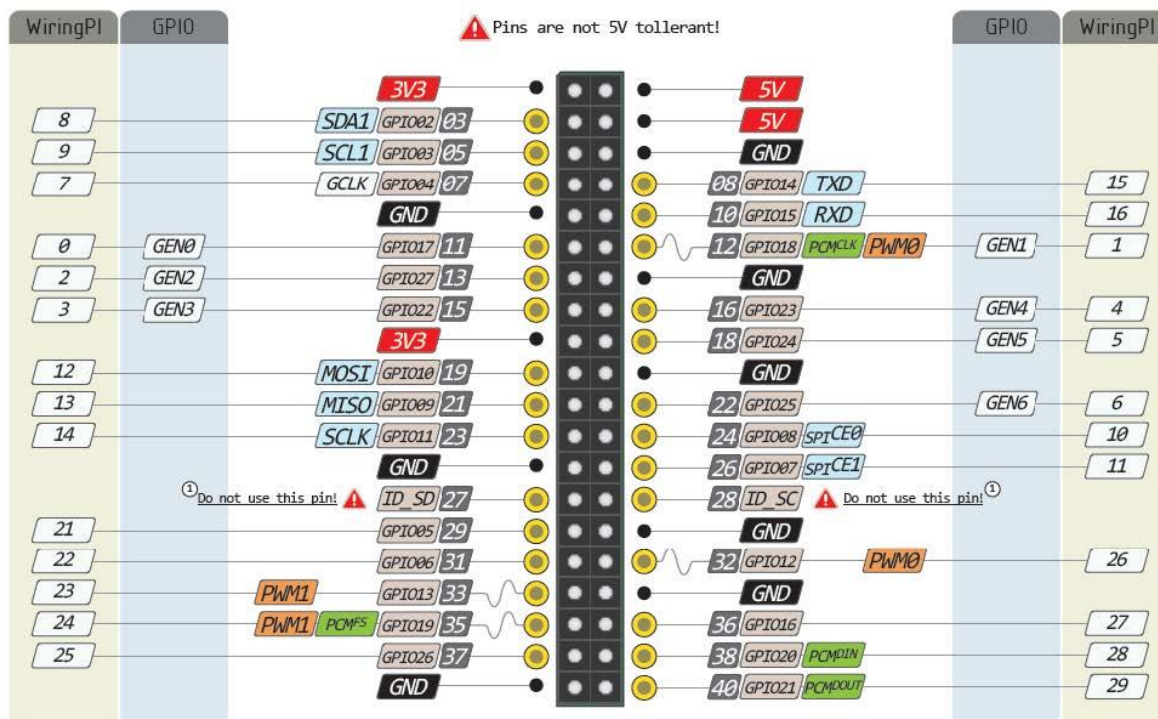 WiringPI GPIO Pins are not 5V tollerant! GPIO WiringPI
3V3 5V
8 SDA1 GPIO02 03 5V
9 SCL1 GPIO03 05 GND
7 GCLK GPIO04 07 08 GPIO14 TXD 15
GND 10 GPIO15 RXD 16
0 GEN0 GPIO17 11 12 GPIO18 PCMCLK PWM0 GEN1 1
2 GEN2 GPIO27 13 GND
3 GEN3 GPIO22 15 16 GPIO23 GEN4 4
3V3 18 GPIO24 GEN5 5
12 MOSI GPIO10 19 GND
13 MISO GPIO09 21 22 GPIO25 GEN6 6
14 SCLK GPIO11 23 24 GPIO08 SPICE0 10
GND 26 GPIO07 SPICE1 11
① Do not use this pin! ID_SD 27 28 ID_SC Do not use this pin! ①
21 GPIO05 29 GND
22 GPIO06 31 32 GPIO12 PWM0 26
23 PWM1 GPIO13 33 GND
24 PWM1 PCMFS GPIO19 35 36 GPIO16 27
25 GPIO26 37 38 GPIO20 PCMDIN 28
GND 40 GPIO21 PCMDOUT 29